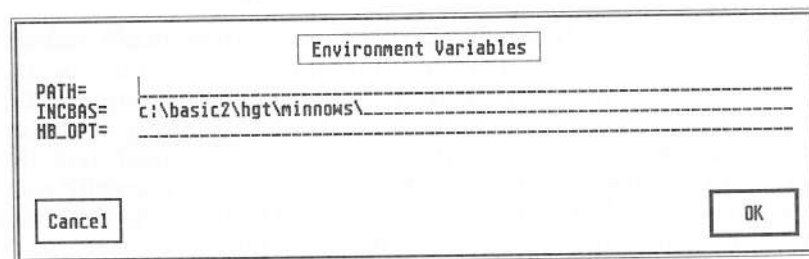 Environment Variables
PATH=
INCBAS= c:\basic2\hgt\minnows\
HB_OPT=
Cancel
OK